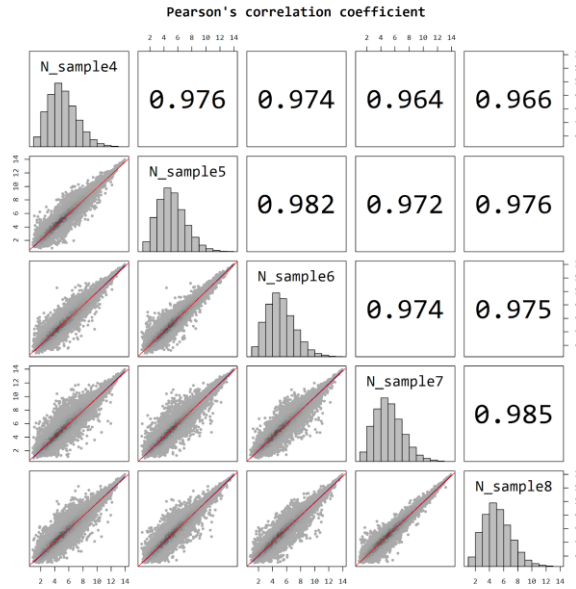 Pearson's correlation coefficient
2 4 6 8 10 12 14 2 4 6 8 10 12 14
N_sample4 0.976 0.974 0.964 0.966
N_sample5 0.982 0.972 0.976
2 4 6 8 10 12 14
N_sample6 0.974 0.975
N_sample7 0.985
2 4 6 8 10 12 14
N_sample8
2 4 6 8 10 12 14 2 4 6 8 10 12 14 2 4 6 8 10 12 14